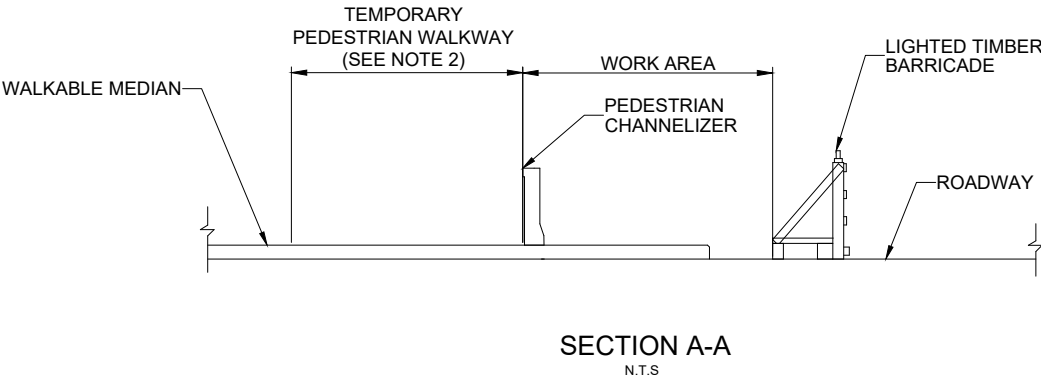 TEMPORARY
PEDESTRIAN WALKWAY
(SEE NOTE 2)
WORK AREA
LIGHTED TIMBER
BARRICADE
WALKABLE MEDIAN
PEDESTRIAN
CHANNELIZER
ROADWAY
SECTION A-A
N.T.S